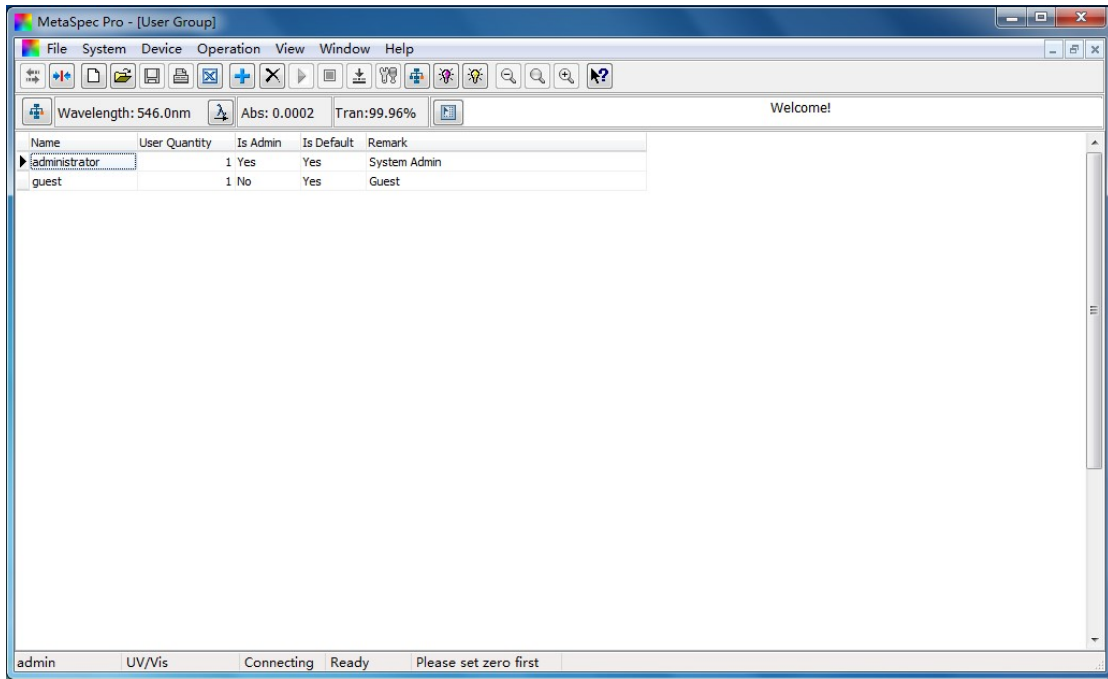 MetaSpec Pro - [User Group]
File System Device Operation View Window Help
Wavelength: 546.0nm λ Abs: 0.0002 Tran:99.96% Welcome!
Name User Quantity Is Admin Is Default Remark
administrator 1 Yes Yes System Admin
guest 1 No Yes Guest
admin UV/Vis Connecting Ready Please set zero first